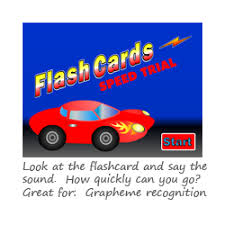 Flash Cards
SPEED TRIAL
Start
Look at the flashcard and say the
sound. How quickly can you go?
Great for: Grapheme recognition